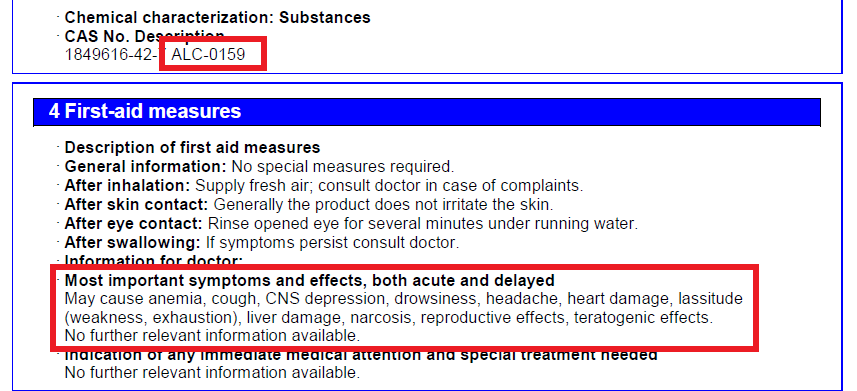 · Chemical characterization: Substances
· CAS No. Description
1849616-42- ALC-0159
4 First-aid measures
· Description of first aid measures
· General information: No special measures required.
· After inhalation: Supply fresh air; consult doctor in case of complaints.
· After skin contact: Generally the product does not irritate the skin.
· After eye contact: Rinse opened eye for several minutes under running water.
· After swallowing: If symptoms persist consult doctor.
· Information for doctor:
· Most important symptoms and effects, both acute and delayed
May cause anemia, cough, CNS depression, drowsiness, headache, heart damage, lassitude
(weakness, exhaustion), liver damage, narcosis, reproductive effects, teratogenic effects.
No further relevant information available.
· Indication of any immediate medical attention and special treatment needed
No further relevant information available.